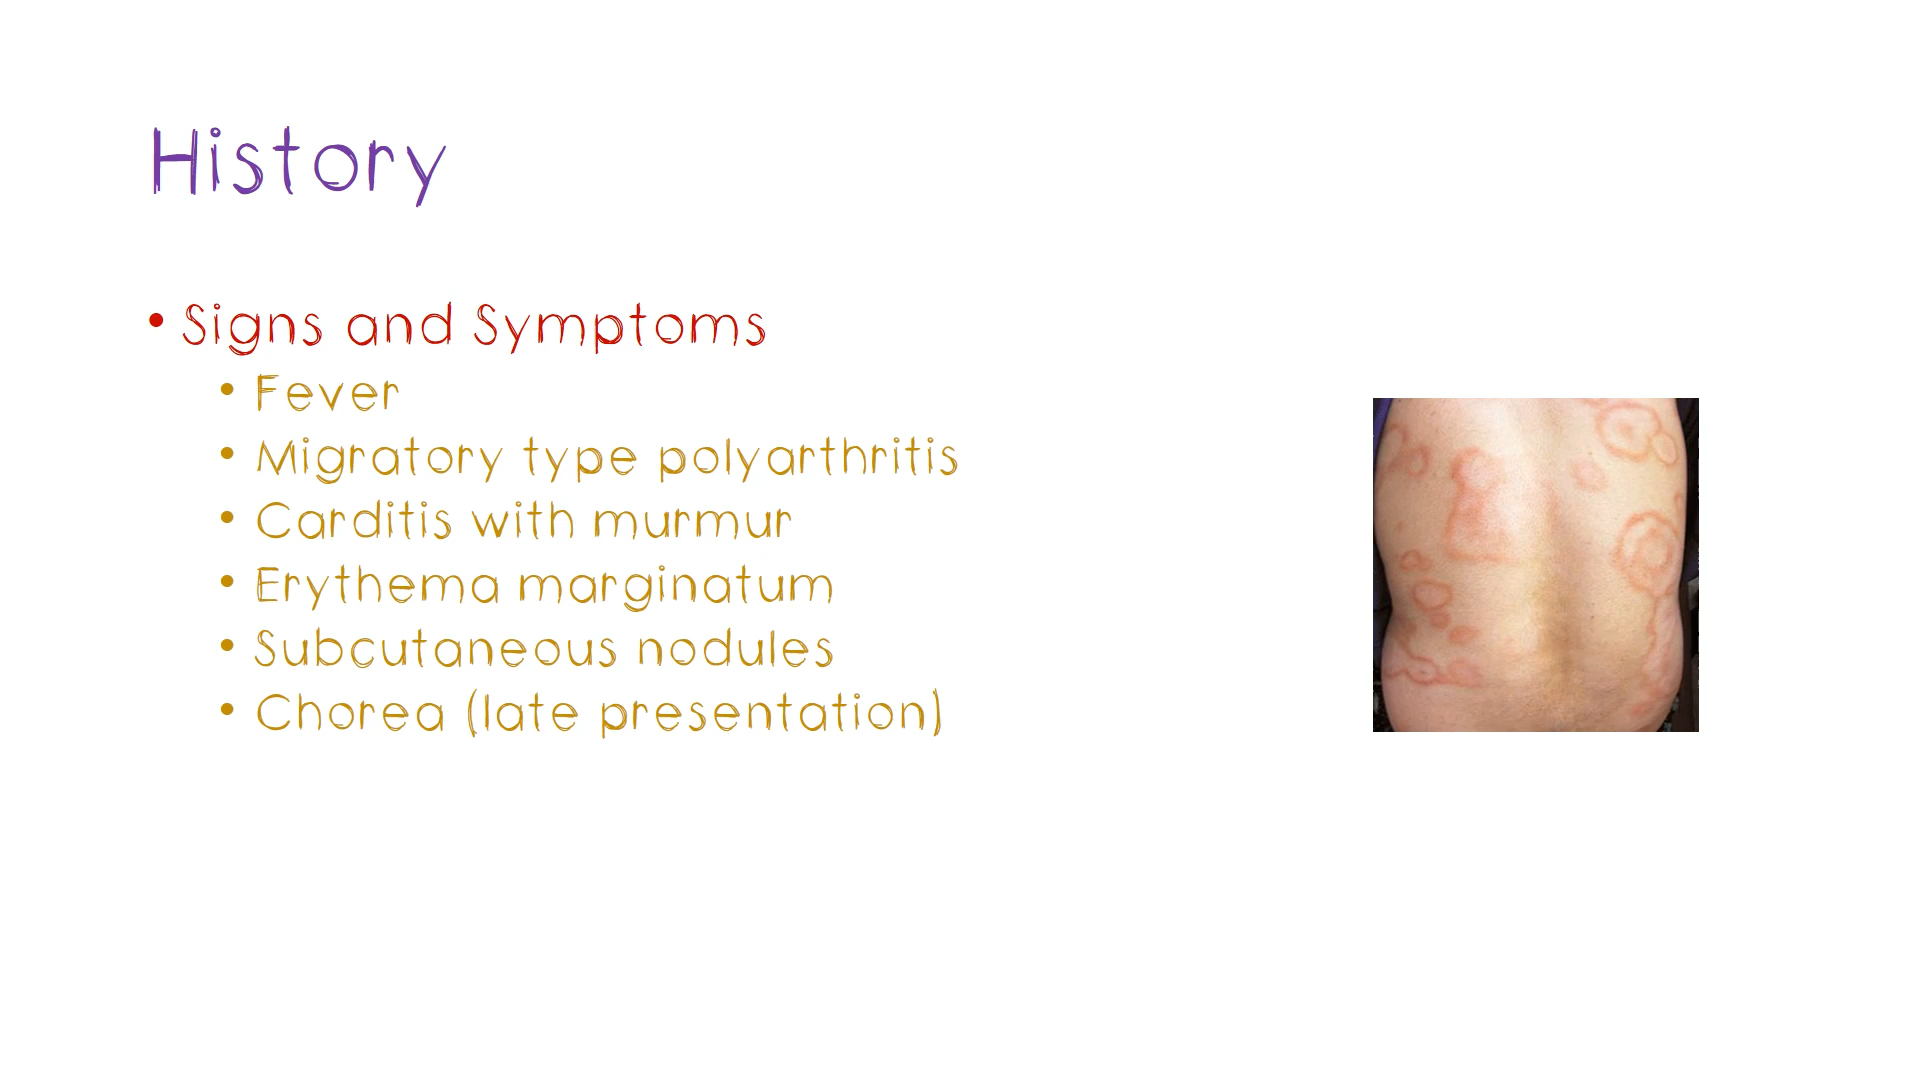 History
• Signs and Symptoms
• Fever
• Migratory type polyarthritis
• Carditis with murmur
• Erythema marginatum
• Subcutaneous nodules
• Chorea (late presentation)